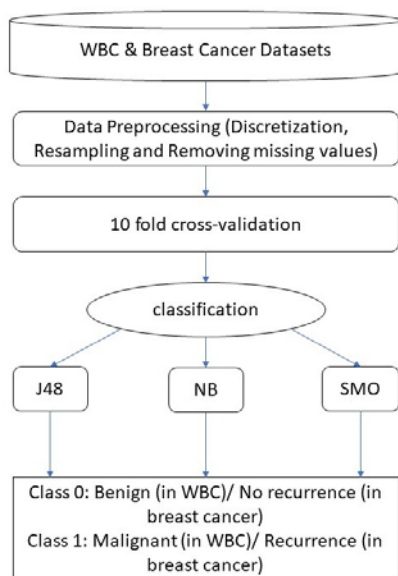 WBC & Breast Cancer Datasets
Data Preprocessing (Discretization,
Resampling and Removing missing values)
10 fold cross-validation
classification
J48
NB
SMO
Class 0: Benign (in WBC)/ No recurrence (in
breast cancer)
Class 1: Malignant (in WBC)/ Recurrence (in
breast cancer)